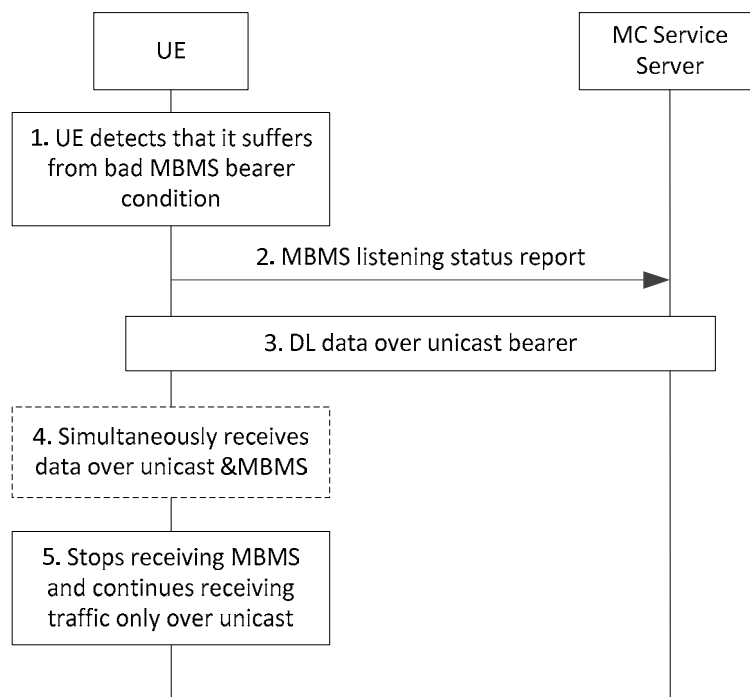 UE
MC Service
Server
1. UE detects that it suffers
from bad MBMS bearer
condition
2. MBMS listening status report
3. DL data over unicast bearer
4. Simultaneously receives
data over unicast &MBMS
5. Stops receiving MBMS
and continues receiving
traffic only over unicast